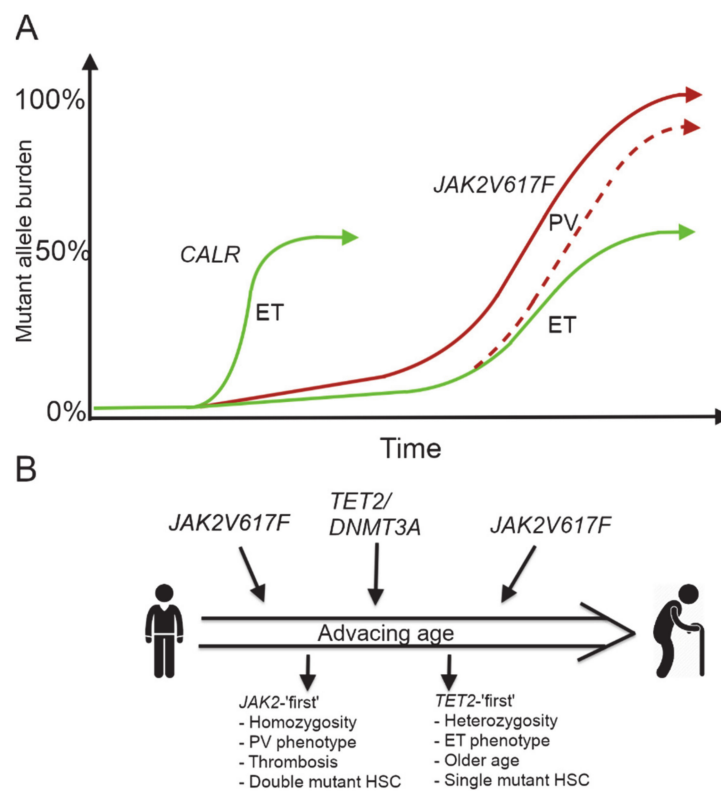 A
100%
JAK2V617F
PV
CALR
50%
ET
ET
Mutant allele burden
0%
Time
B
JAK2V617F
TET2/
DNMT3A
JAK2V617F
Advacing age
JAK2-'first'
- Homozygosity
- PV phenotype
- Thrombosis
- Double mutant HSC
TET2-'first'
- Heterozygosity
- ET phenotype
- Older age
- Single mutant HSC